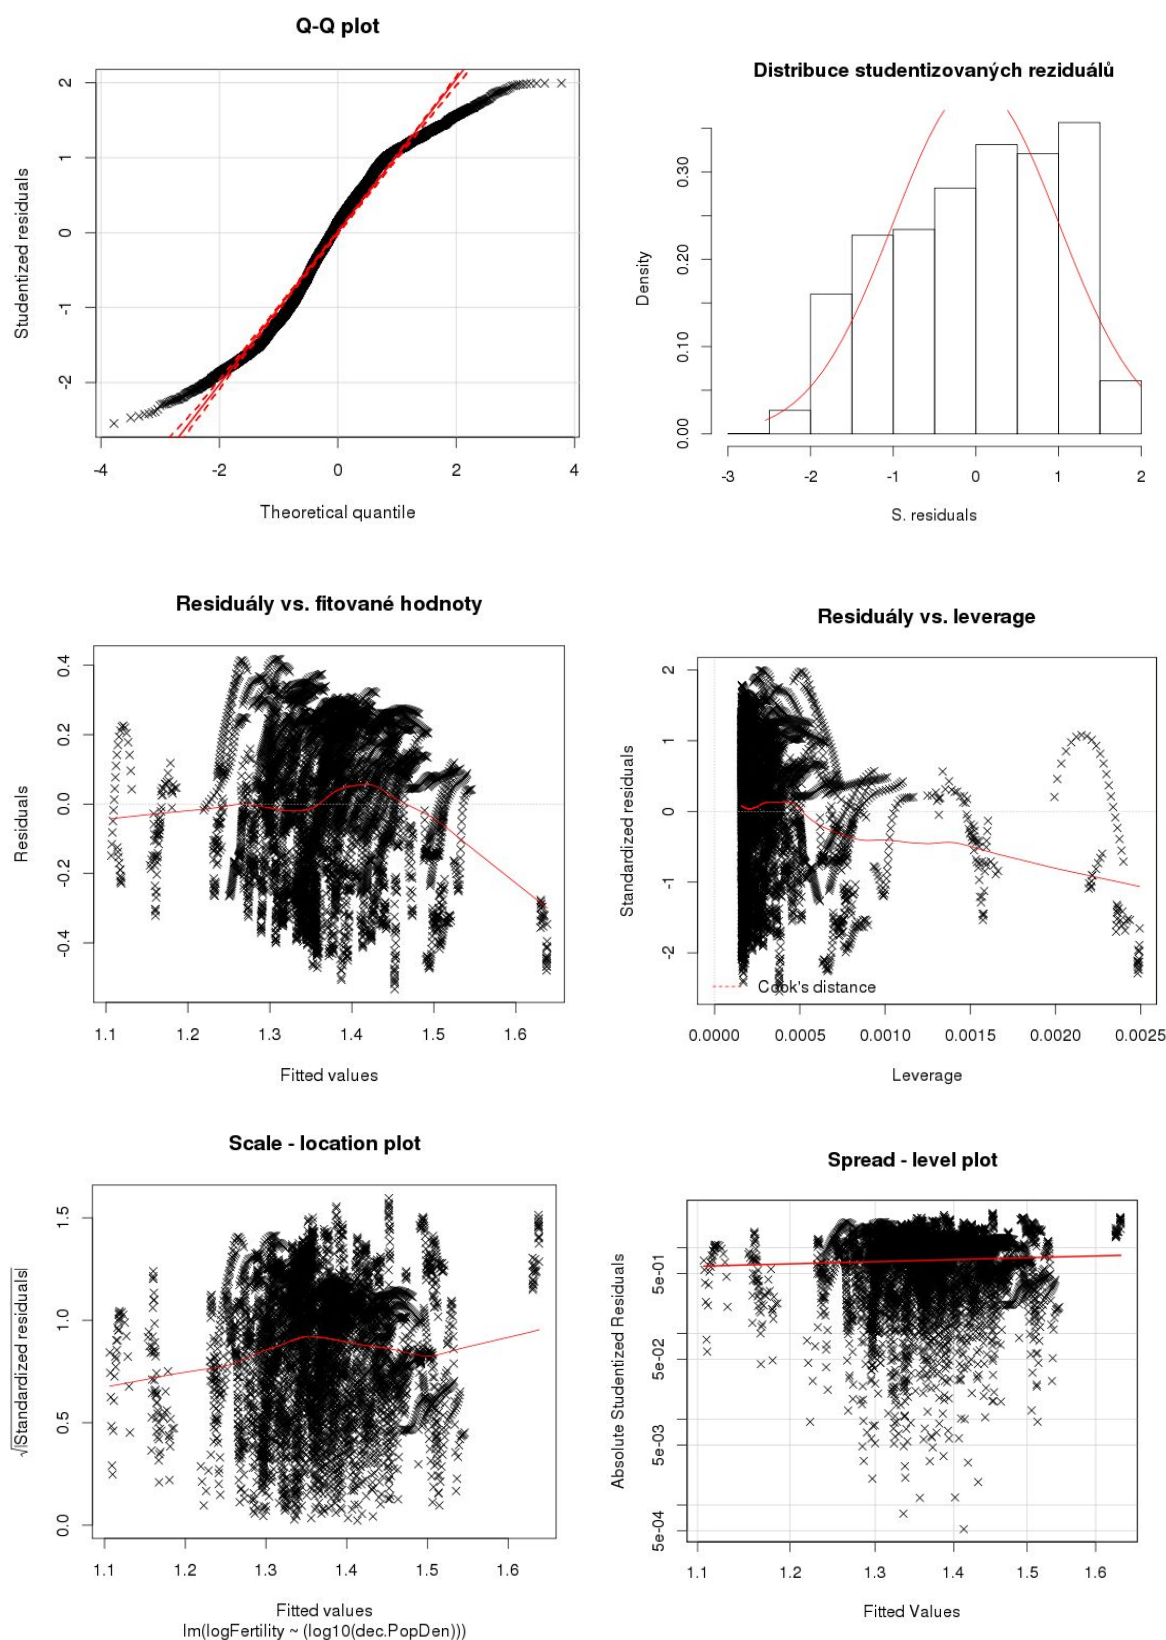 Q-Q plot
2
1
0
-1
-2
Studentized residuals
-4
-2
0
2
4
Theoretical quantile
Distribuce studentizovaných reziduálů
0.30
0.20
0.10
0.00
Density
-3
-2
-1
0
1
2
S. residuals
Residuály vs. fitované hodnoty
0.4
0.2
0.0
-0.2
-0.4
Residuals
1.1
1.2
1.3
1.4
1.5
1.6
Fitted values
Residuály vs. leverage
2
1
0
-1
-2
Standardized residuals
Cook's distance
0.0000
0.0005
0.0010
0.0015
0.0020
0.0025
Leverage
Scale - location plot
1.5
1.0
0.5
0.0
√|Standardized residuals|
1.1
1.2
1.3
1.4
1.5
1.6
Fitted values
lm(logFertility ~ (log10(dec.PopDen)))
Spread - level plot
5e-01
5e-02
5e-03
5e-04
Absolute Studentized Residuals
1.1
1.2
1.3
1.4
1.5
1.6
Fitted Values